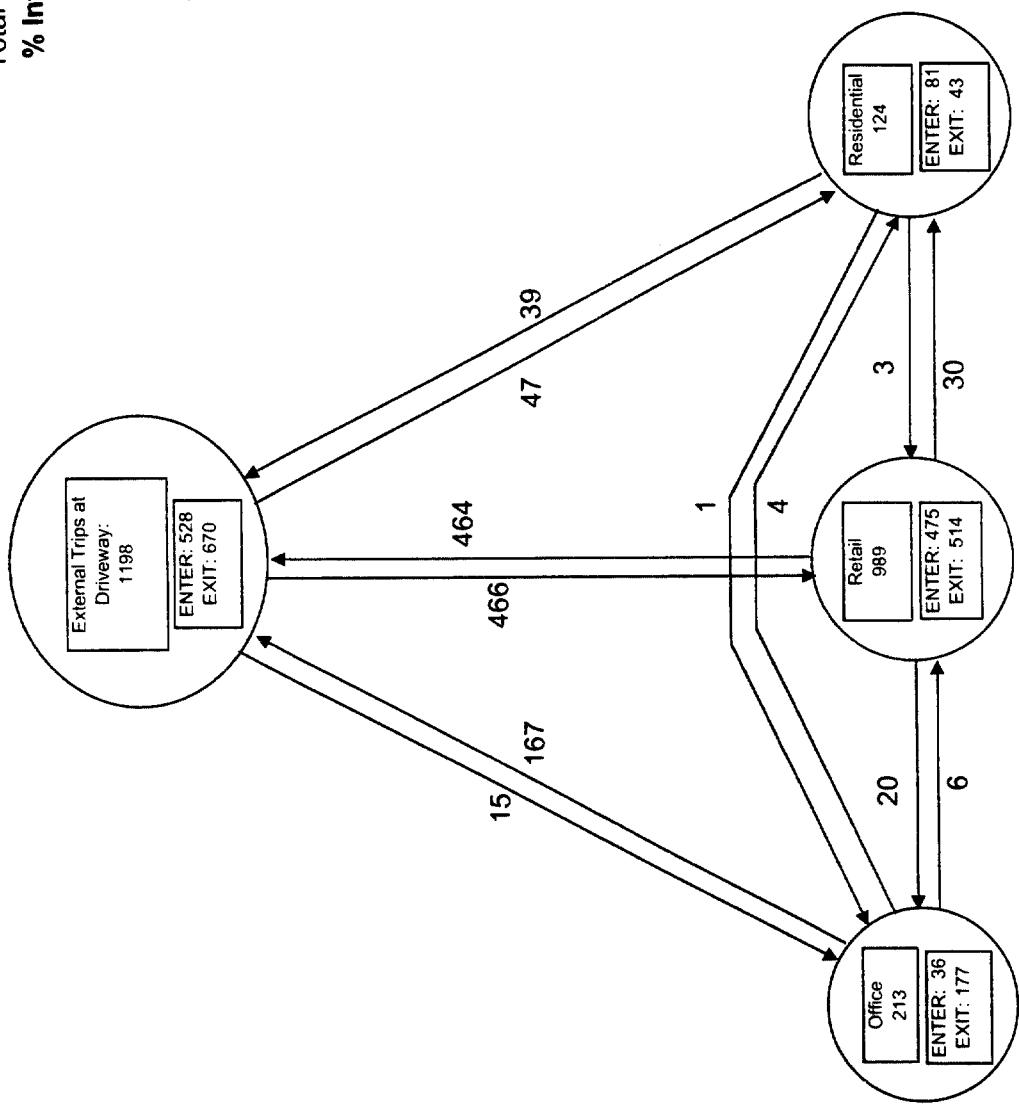 Total
% In
External Trips at
Driveway:
1198
ENTER: 528
EXIT: 670
15
167
466
464
47
39
1
4
Office
213
ENTER: 36
EXIT: 177
20
6
Retail
989
ENTER: 475
EXIT: 514
3
30
Residential
124
ENTER: 81
EXIT: 43